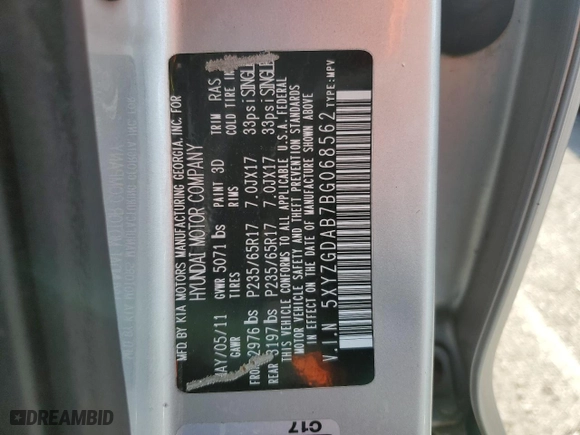 MFD. BY KIA MOTORS MANUFACTURING GEORGIA, INC. FOR
HYUNDAI MOTOR COMPANY
MAY/05/11 GVWR 5071 lbs PAINT 3D TRIM RAS
GAWR TIRES RIMS COLD TIRE IN
FRONT 2976 lbs P235/65R17 7.0JX17 33psi SINGLE
REAR 3197 lbs P235/65R17 7.0JX17 33psi SINGLE
THIS VEHICLE CONFORMS TO ALL APPLICABLE U.S.A. FEDERAL
MOTOR VEHICLE SAFETY AND THEFT PREVENTION STANDARDS
IN EFFECT ON THE DATE OF MANUFACTURE SHOWN ABOVE
V.I.N 5XYZGDAB7BG068562 TYPE:MPV
C17
DREAMBID